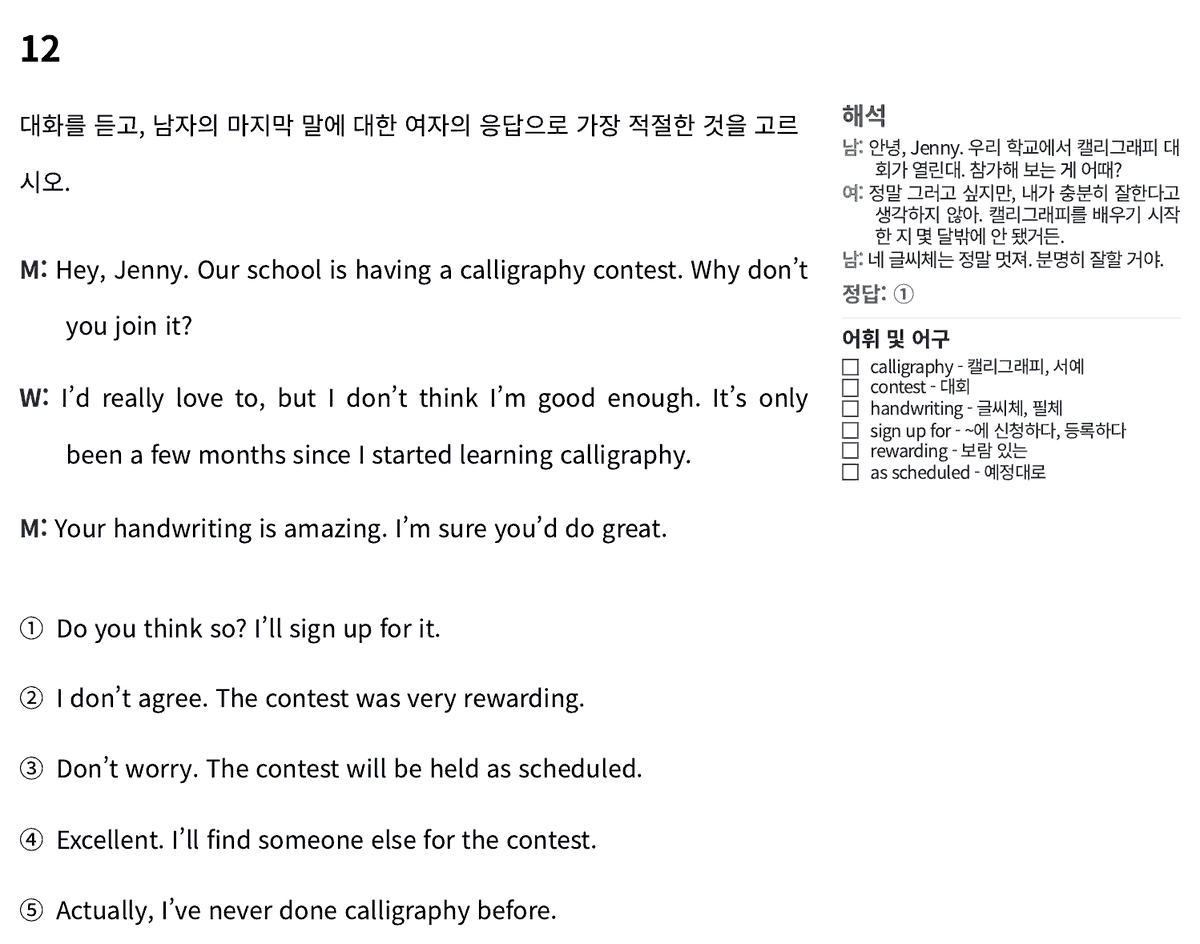 12
대화를 듣고, 남자의 마지막 말에 대한 여자의 응답으로 가장 적절한 것을 고르
시오.
M: Hey, Jenny. Our school is having a calligraphy contest. Why don’t
you join it?
W: I’d really love to, but I don’t think I’m good enough. It’s only
been a few months since I started learning calligraphy.
M: Your handwriting is amazing. I’m sure you’d do great.
① Do you think so? I’ll sign up for it.
② I don’t agree. The contest was very rewarding.
③ Don’t worry. The contest will be held as scheduled.
④ Excellent. I’ll find someone else for the contest.
⑤ Actually, I’ve never done calligraphy before.
해석
남: 안녕, Jenny. 우리 학교에서 캘리그래피 대
회가 열린대. 참가해 보는 게 어때?
여: 정말 그러고 싶지만, 내가 충분히 잘한다고
생각하지 않아. 캘리그래피를 배우기 시작
한 지 몇 달밖에 안 됐거든.
남: 네 글씨체는 정말 멋져. 분명히 잘할 거야.
정답: ①
어휘 및 어구
☐ calligraphy - 캘리그래피, 서예
☐ contest - 대회
☐ handwriting - 글씨체, 필체
☐ sign up for - ~에 신청하다, 등록하다
☐ rewarding - 보람 있는
☐ as scheduled - 예정대로